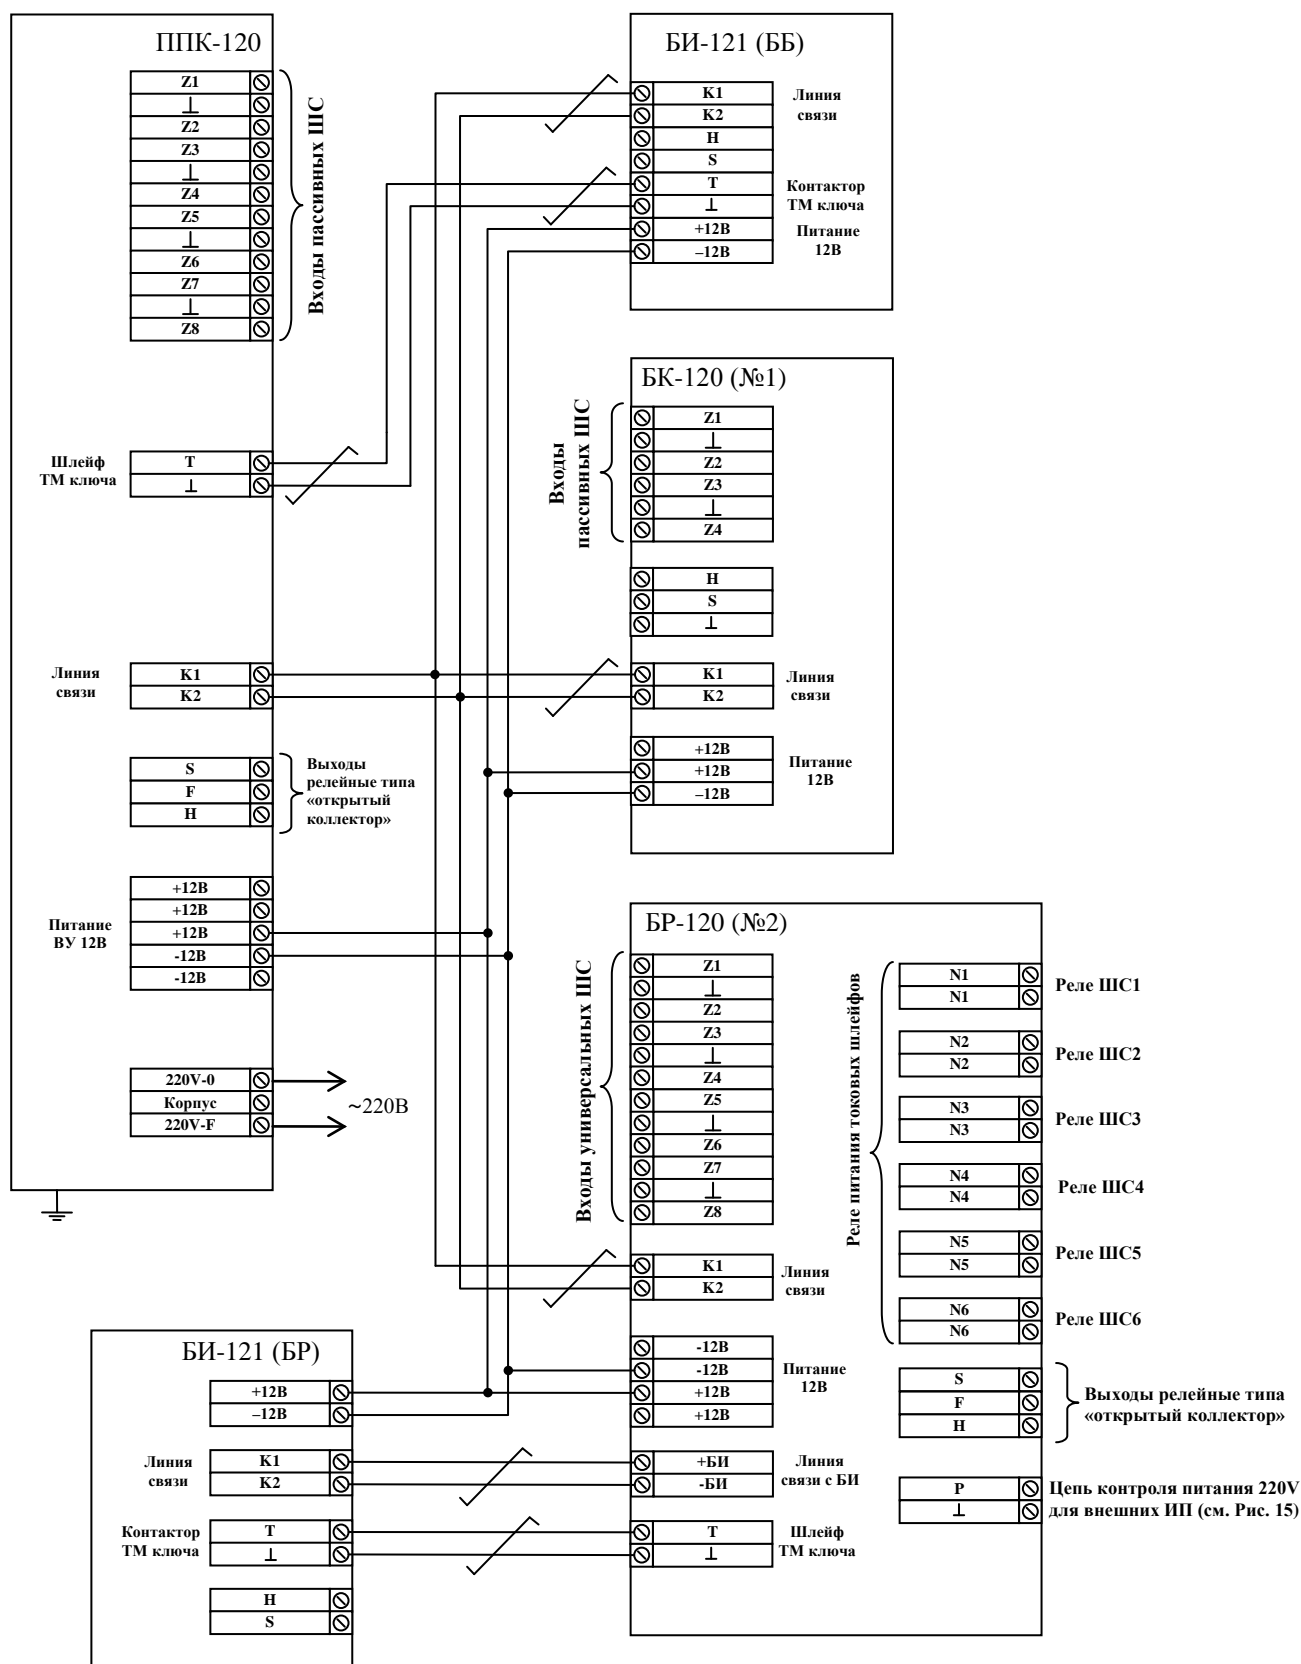 ППК-120
Z1
⊥
Z2
Z3
⊥
Z4
Z5
⊥
Z6
Z7
⊥
Z8
Входы пассивных ШС
Шлейф
ТМ ключа
T
⊥
Линия
связи
K1
K2
S
F
H
Выходы
релейные типа
«открытый
коллектор»
Питание
ВУ 12В
+12В
+12В
+12В
-12В
-12В
220V-0
Корпус
220V-F
~220В
БИ-121 (ББ)
K1
K2
H
S
T
⊥
+12В
–12В
Линия
связи
Контактор
ТМ ключа
Питание
12В
БК-120 (№1)
Входы
пассивных ШС
Z1
⊥
Z2
Z3
⊥
Z4
H
S
⊥
K1
K2
Линия
связи
+12В
+12В
–12В
Питание
12В
БР-120 (№2)
Входы универсальных ШС
Z1
⊥
Z2
Z3
⊥
Z4
Z5
⊥
Z6
Z7
⊥
Z8
K1
K2
Линия
связи
-12В
-12В
+12В
+12В
Питание
12В
+БИ
-БИ
Линия
связи с БИ
T
⊥
Шлейф
ТМ ключа
Реле питания токовых шлейфов
N1
N1
Реле ШС1
N2
N2
Реле ШС2
N3
N3
Реле ШС3
N4
N4
Реле ШС4
N5
N5
Реле ШС5
N6
N6
Реле ШС6
S
F
H
Выходы релейные типа
«открытый коллектор»
P
⊥
Цепь контроля питания 220V
для внешних ИП (см. Рис. 15)
БИ-121 (БР)
+12В
–12В
Линия
связи
K1
K2
Контактор
ТМ ключа
T
⊥
H
S